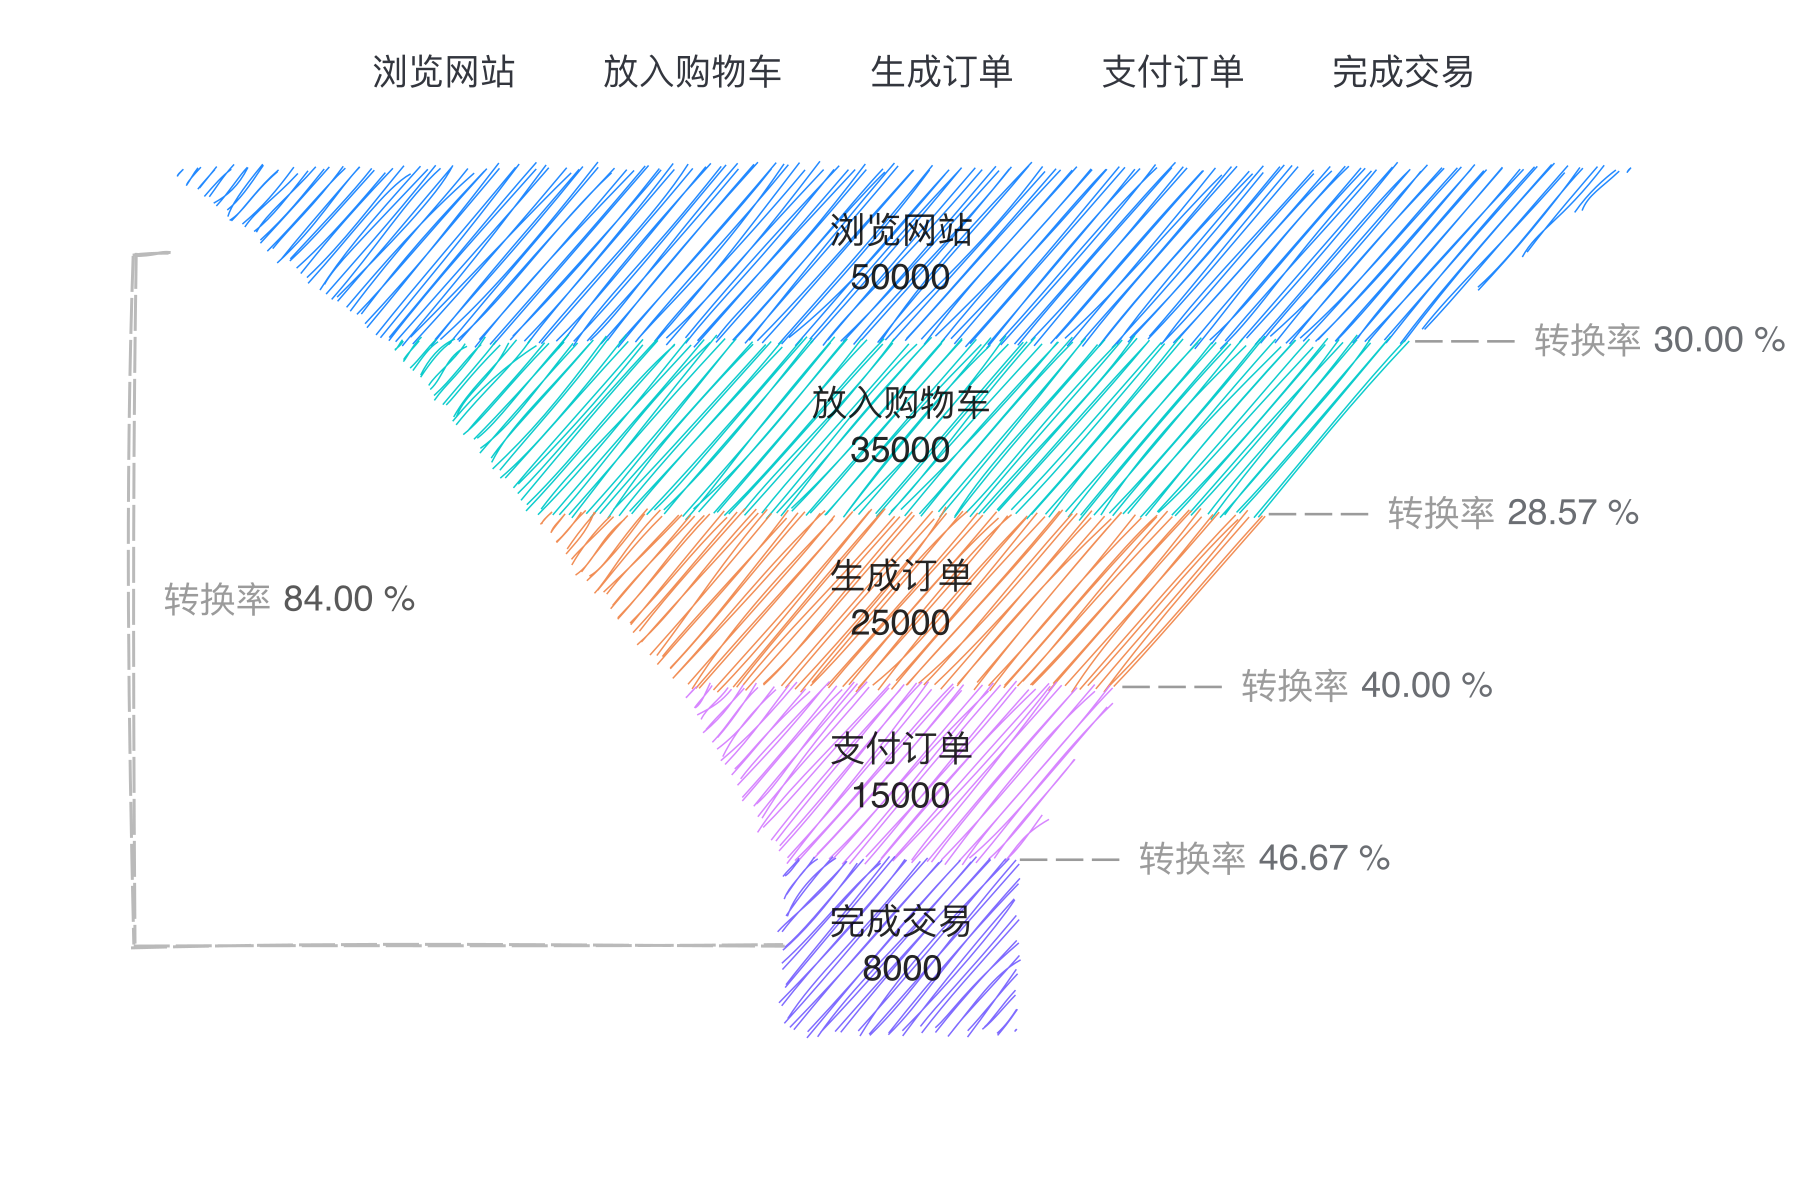 浏览网站 放入购物车 生成订单 支付订单 完成交易
浏览网站
50000
转换率 30.00 %
放入购物车
35000
转换率 28.57 %
生成订单
25000
转换率 84.00 %
转换率 40.00 %
支付订单
15000
转换率 46.67 %
完成交易
8000